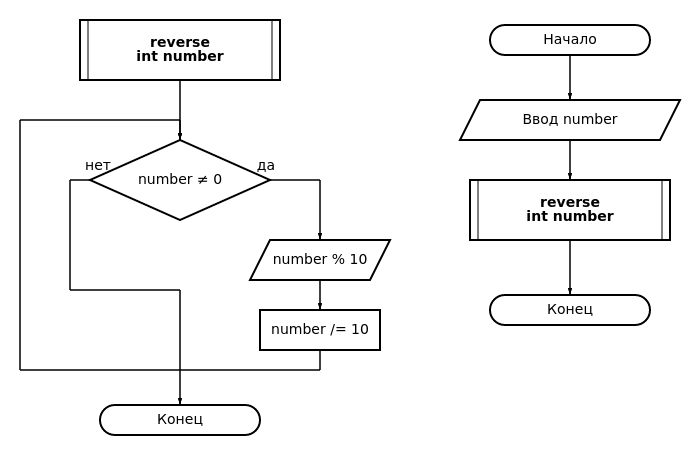 reverse
int number
нет
да
number ≠ 0
number % 10
number /= 10
Конец
Начало
Ввод number
reverse
int number
Конец